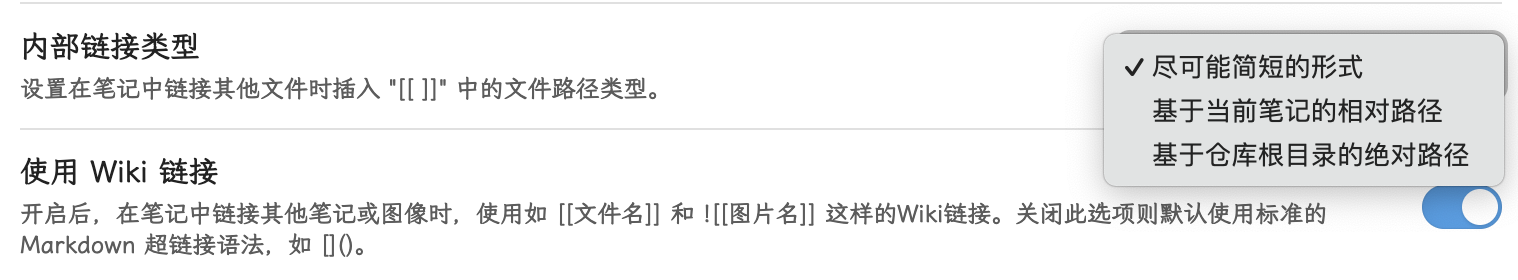 内部链接类型
设置在笔记中链接其他文件时插入 "[[ ]]" 中的文件路径类型。
✓ 尽可能简短的形式
基于当前笔记的相对路径
基于仓库根目录的绝对路径
使用 Wiki 链接
开启后，在笔记中链接其他笔记或图像时，使用如 [[文件名]] 和 ![[图片名]] 这样的Wiki链接。关闭此选项则默认使用标准的
Markdown 超链接语法，如 []()。